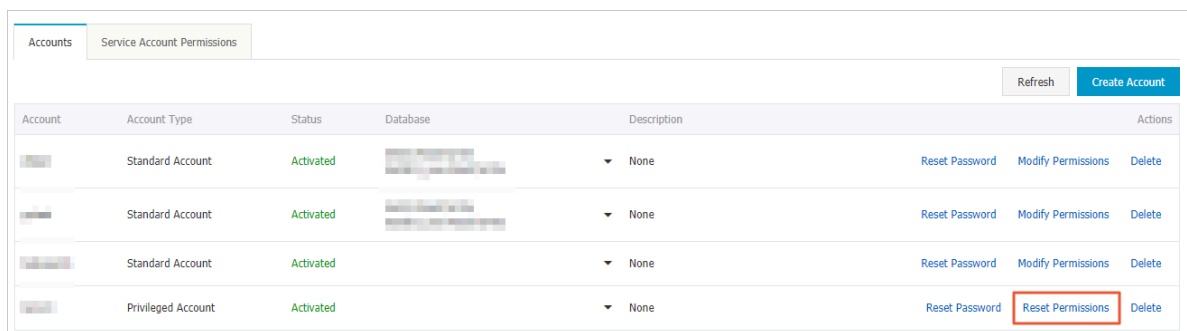 Accounts Service Account Permissions
Refresh Create Account
Account Account Type Status Database Description Actions
Standard Account Activated None Reset Password Modify Permissions Delete
Standard Account Activated None Reset Password Modify Permissions Delete
Standard Account Activated None Reset Password Modify Permissions Delete
Privileged Account Activated None Reset Password Reset Permissions Delete